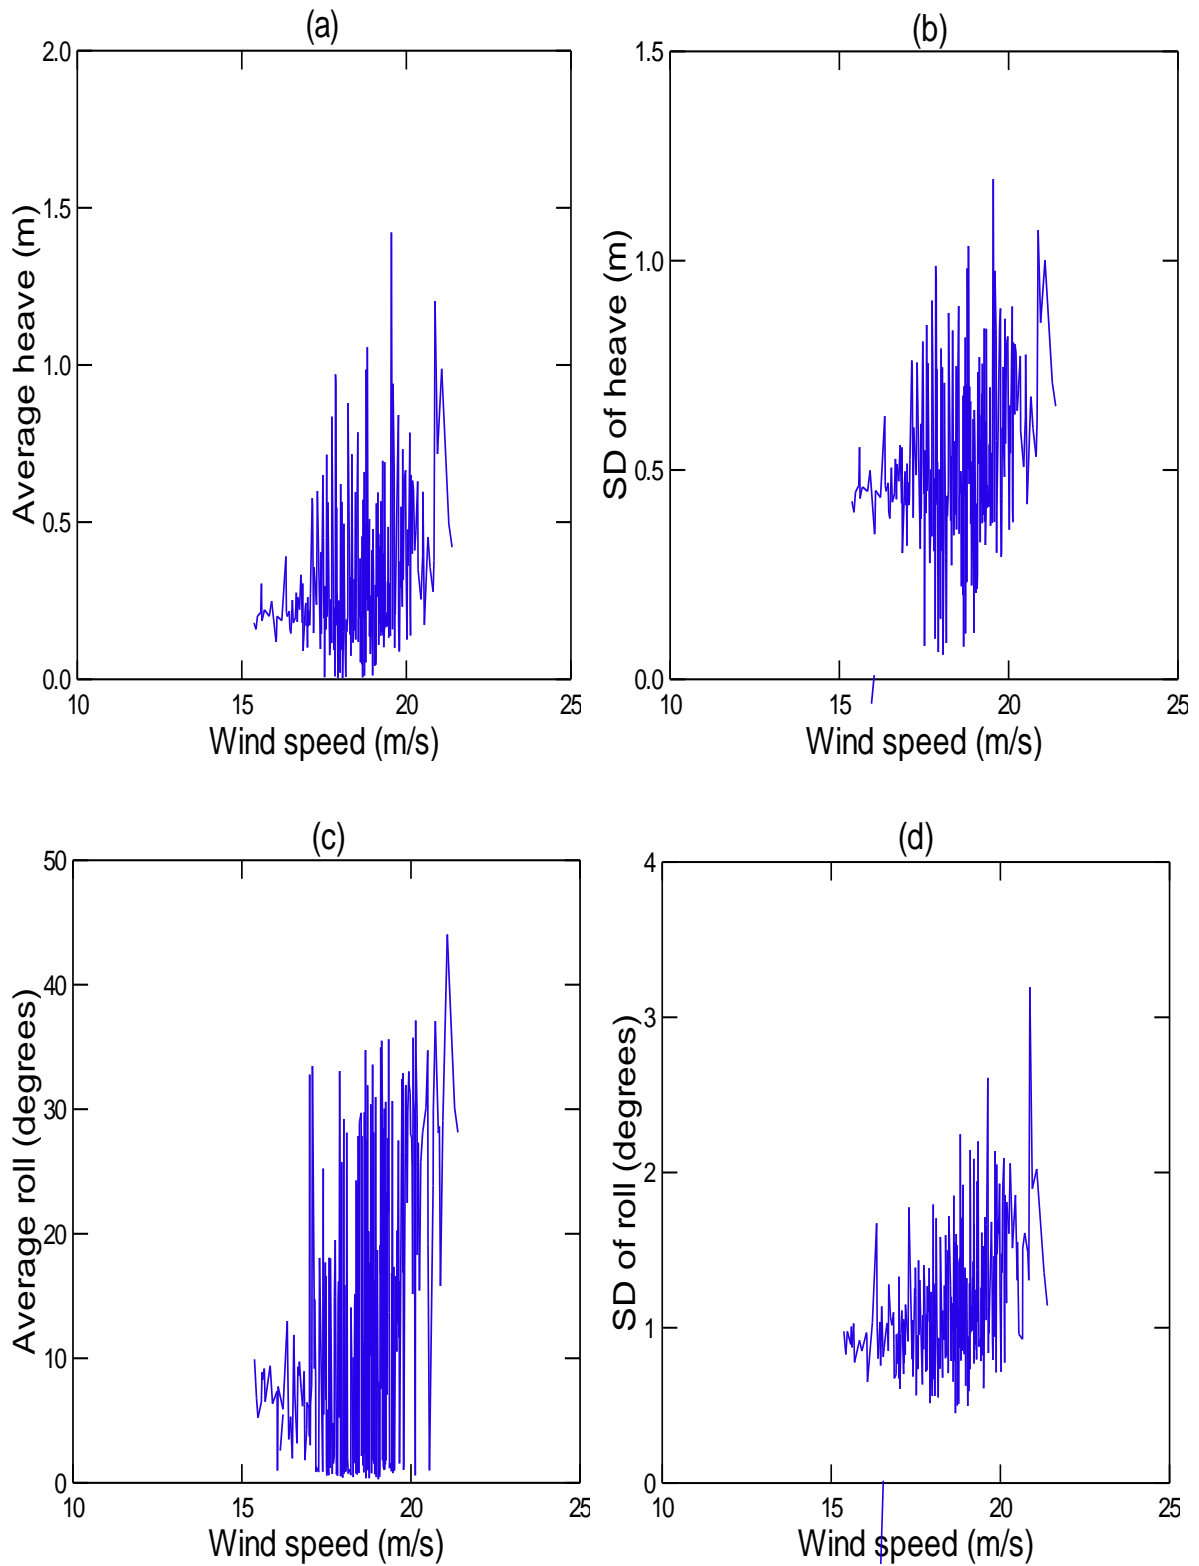 (a)
2.0
1.5
1.0
0.5
0.0
10 15 20 25
Average heave (m)
Wind speed (m/s)
(b)
1.5
1.0
0.5
0.0
10 15 20 25
SD of heave (m)
Wind speed (m/s)
(c)
50
40
30
20
10
0
10 15 20 25
Average roll (degrees)
Wind speed (m/s)
(d)
4
3
2
1
0
10 15 20 25
SD of roll (degrees)
Wind speed (m/s)